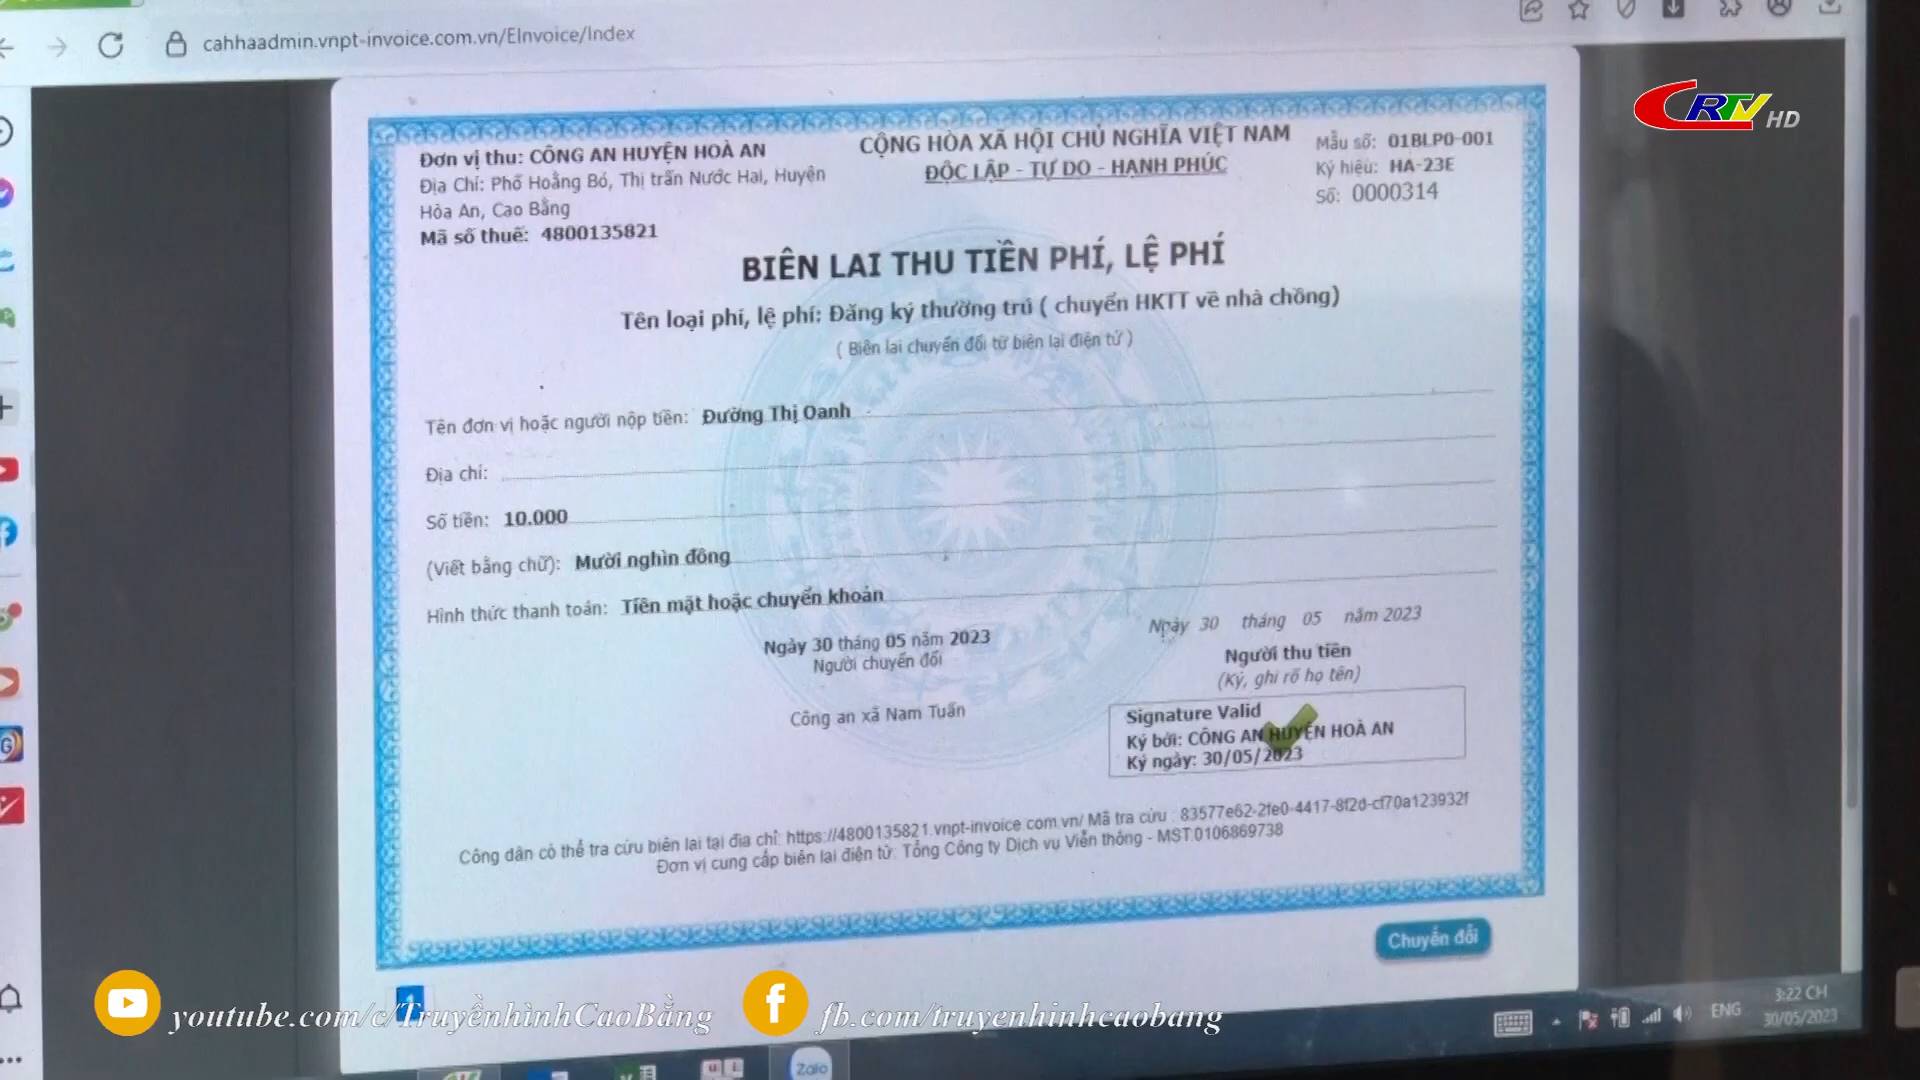 cahhaadmin.vnpt-invoice.com.vn/EInvoice/Index
CRTV HD
Đơn vị thu: CÔNG AN HUYỆN HOÀ AN
Địa Chỉ: Phố Hoằng Bó, Thị trấn Nước Hai, Huyện
Hòa An, Cao Bằng
Mã số thuế: 4800135821
CỘNG HÒA XÃ HỘI CHỦ NGHĨA VIỆT NAM
ĐỘC LẬP - TỰ DO - HẠNH PHÚC
Mẫu số: 01BLP0-001
Ký hiệu: HA-23E
Số: 0000314
BIÊN LAI THU TIỀN PHÍ, LỆ PHÍ
Tên loại phí, lệ phí: Đăng ký thường trú ( chuyển HKTT về nhà chồng)
( Biên lai chuyển đổi từ biên lai điện tử )
Tên đơn vị hoặc người nộp tiền: Đường Thị Oanh
Địa chỉ:
Số tiền: 10.000
(Viết bằng chữ): Mười nghìn đồng
Hình thức thanh toán: Tiền mặt hoặc chuyển khoản
Ngày 30 tháng 05 năm 2023
Người chuyển đổi
Công an xã Nam Tuấn
Ngày 30 tháng 05 năm 2023
Người thu tiền
(Ký, ghi rõ họ tên)
Signature Valid
Ký bởi: CÔNG AN HUYỆN HOÀ AN
Ký ngày: 30/05/2023
Công dân có thể tra cứu biên lai tại địa chỉ: https://4800135821.vnpt-invoice.com.vn/ Mã tra cứu : 83577e62-2fe0-4417-8f2d-cf70a123932f
Đơn vị cung cấp biên lai điện tử: Tổng Công ty Dịch vụ Viễn thông - MST:0106869738
Chuyển đổi
1
youtube.com/c/TruyềnhìnhCaoBằng
fb.com/truyenhinhcaobang
ENG
3:22 CH
30/05/2023
Zalo